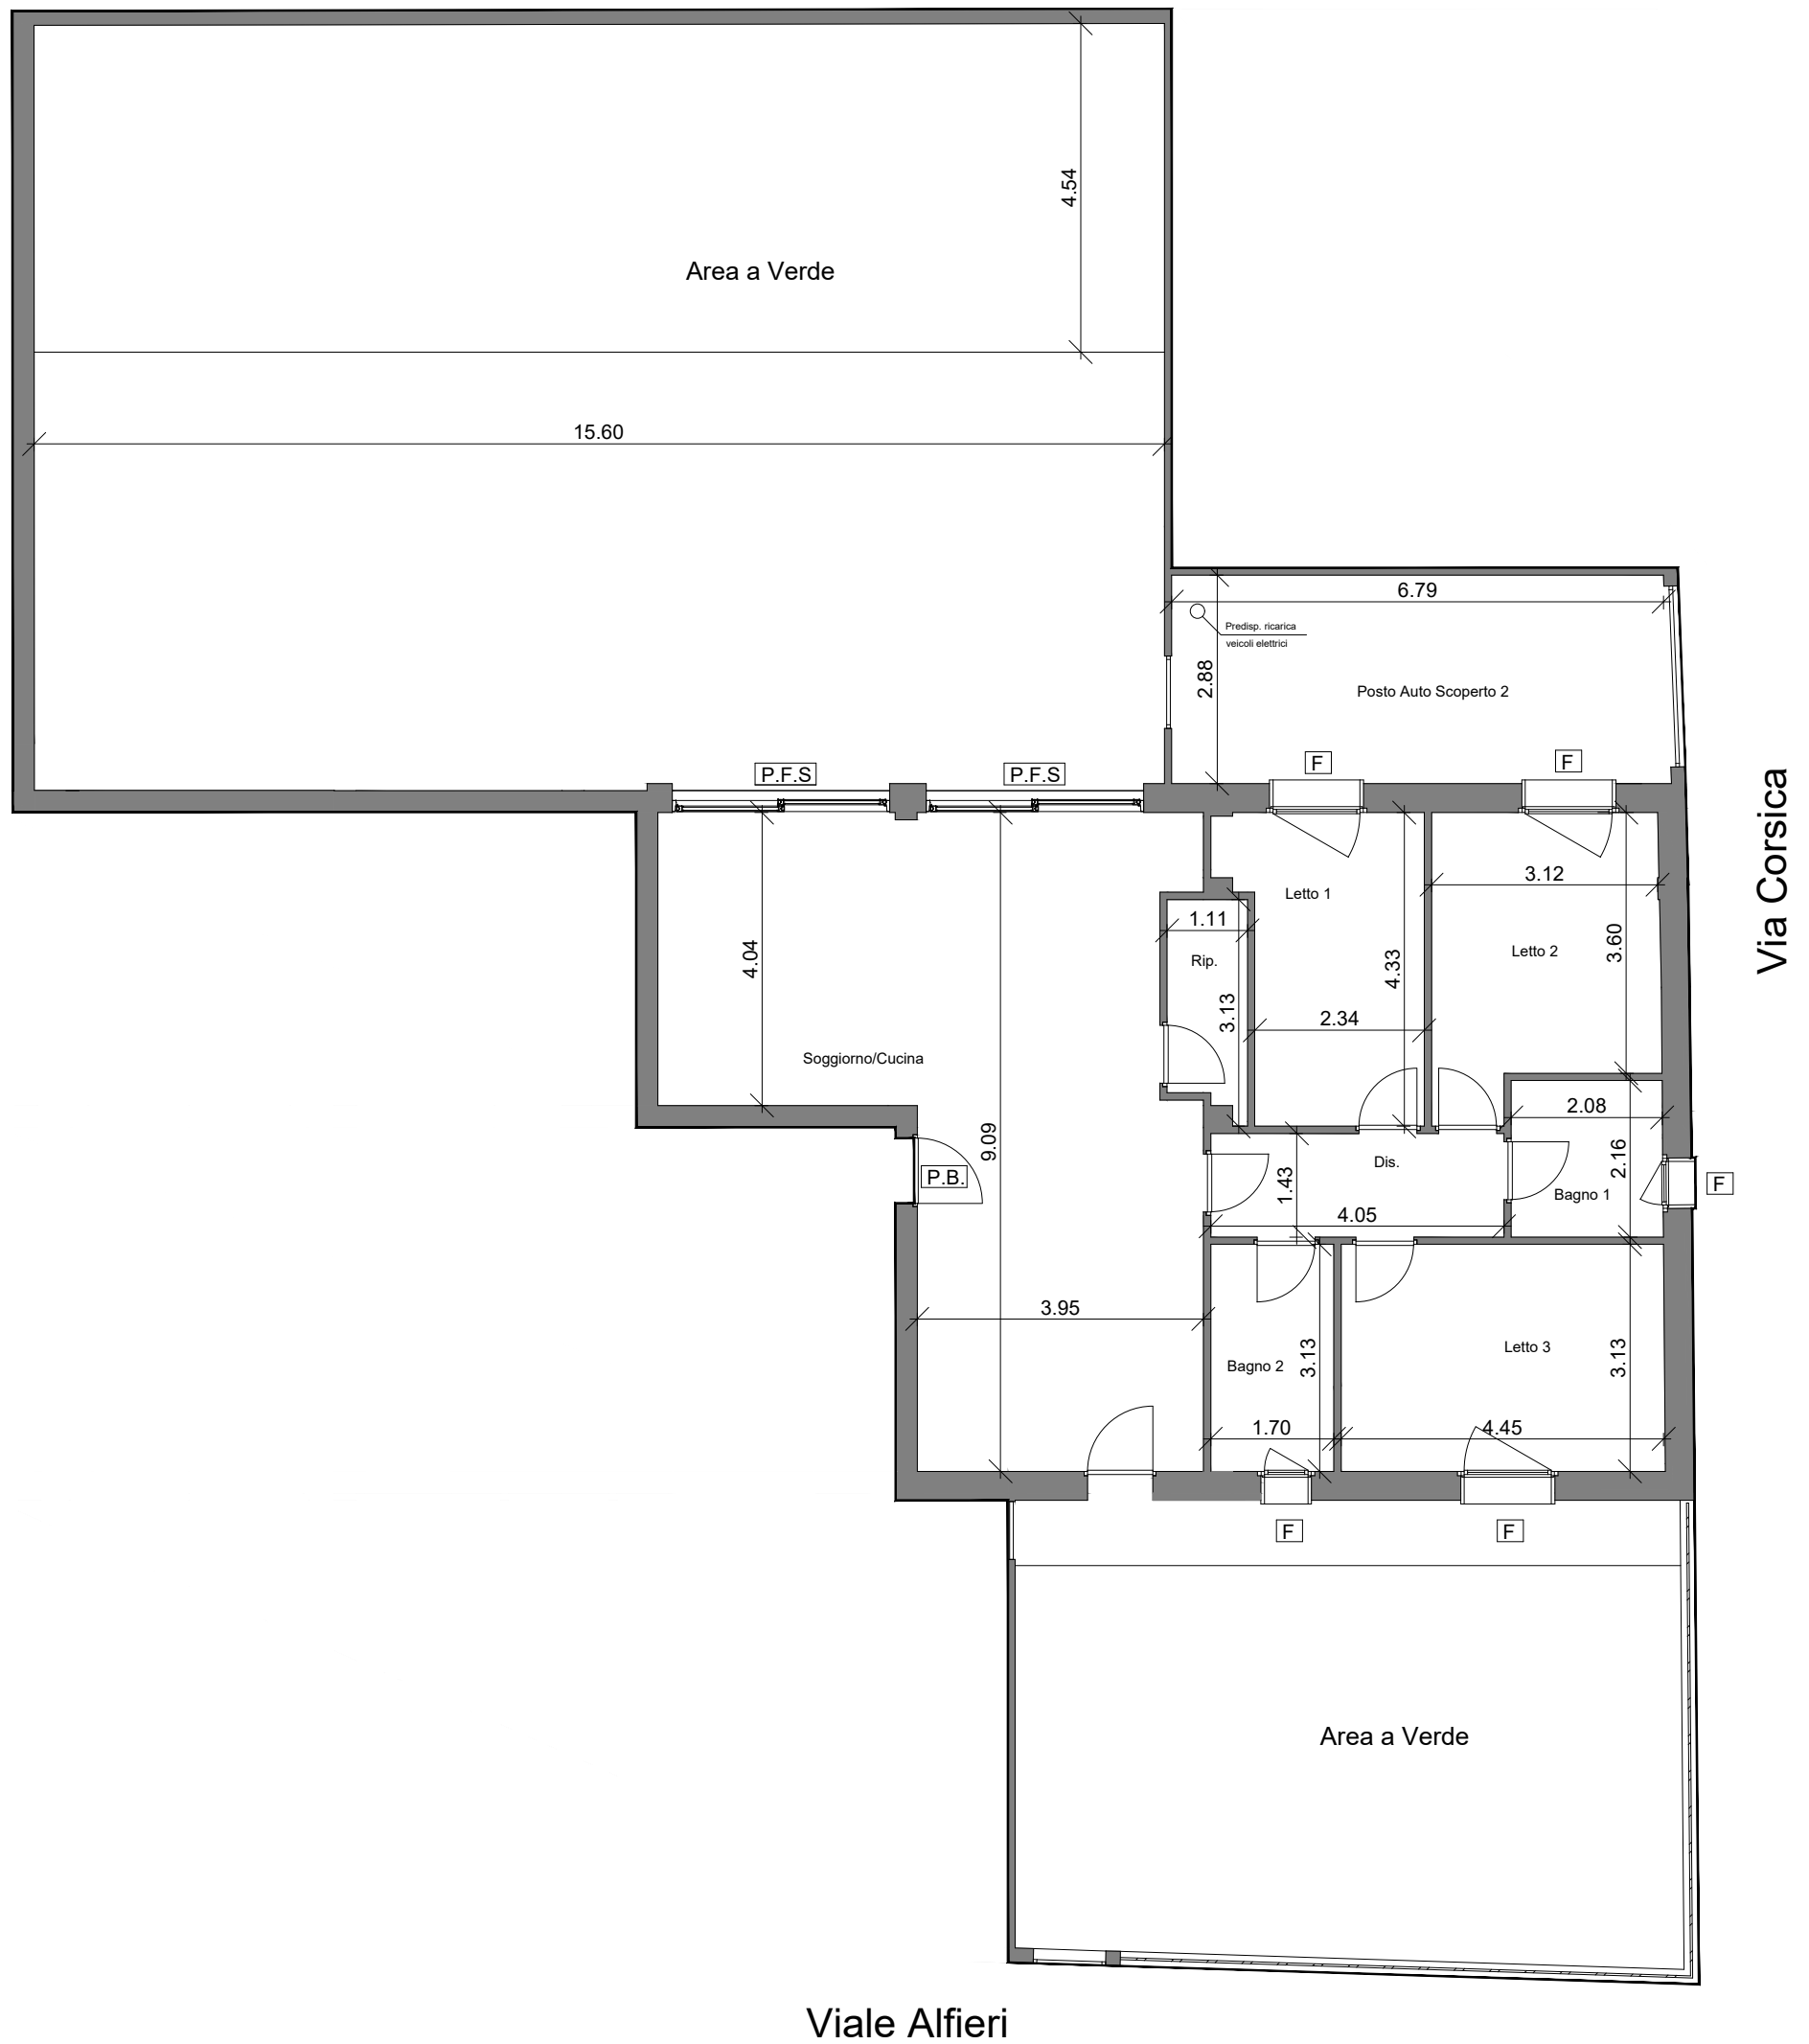 4.54
Area a Verde
15.60
6.79
Predisp. ricarica
veicoli elettrici
2.88
Posto Auto Scoperto 2
P.F.S
P.F.S
F
F
Via Corsica
3.12
Letto 1
1.11
4.04
Rip.
4.33
Letto 2
3.60
3.13
2.34
Soggiorno/Cucina
2.08
9.09
P.B.
Dis.
2.16
1.43
Bagno 1
F
4.05
3.95
Bagno 2
3.13
Letto 3
3.13
1.70
4.45
F
F
Area a Verde
Viale Alfieri